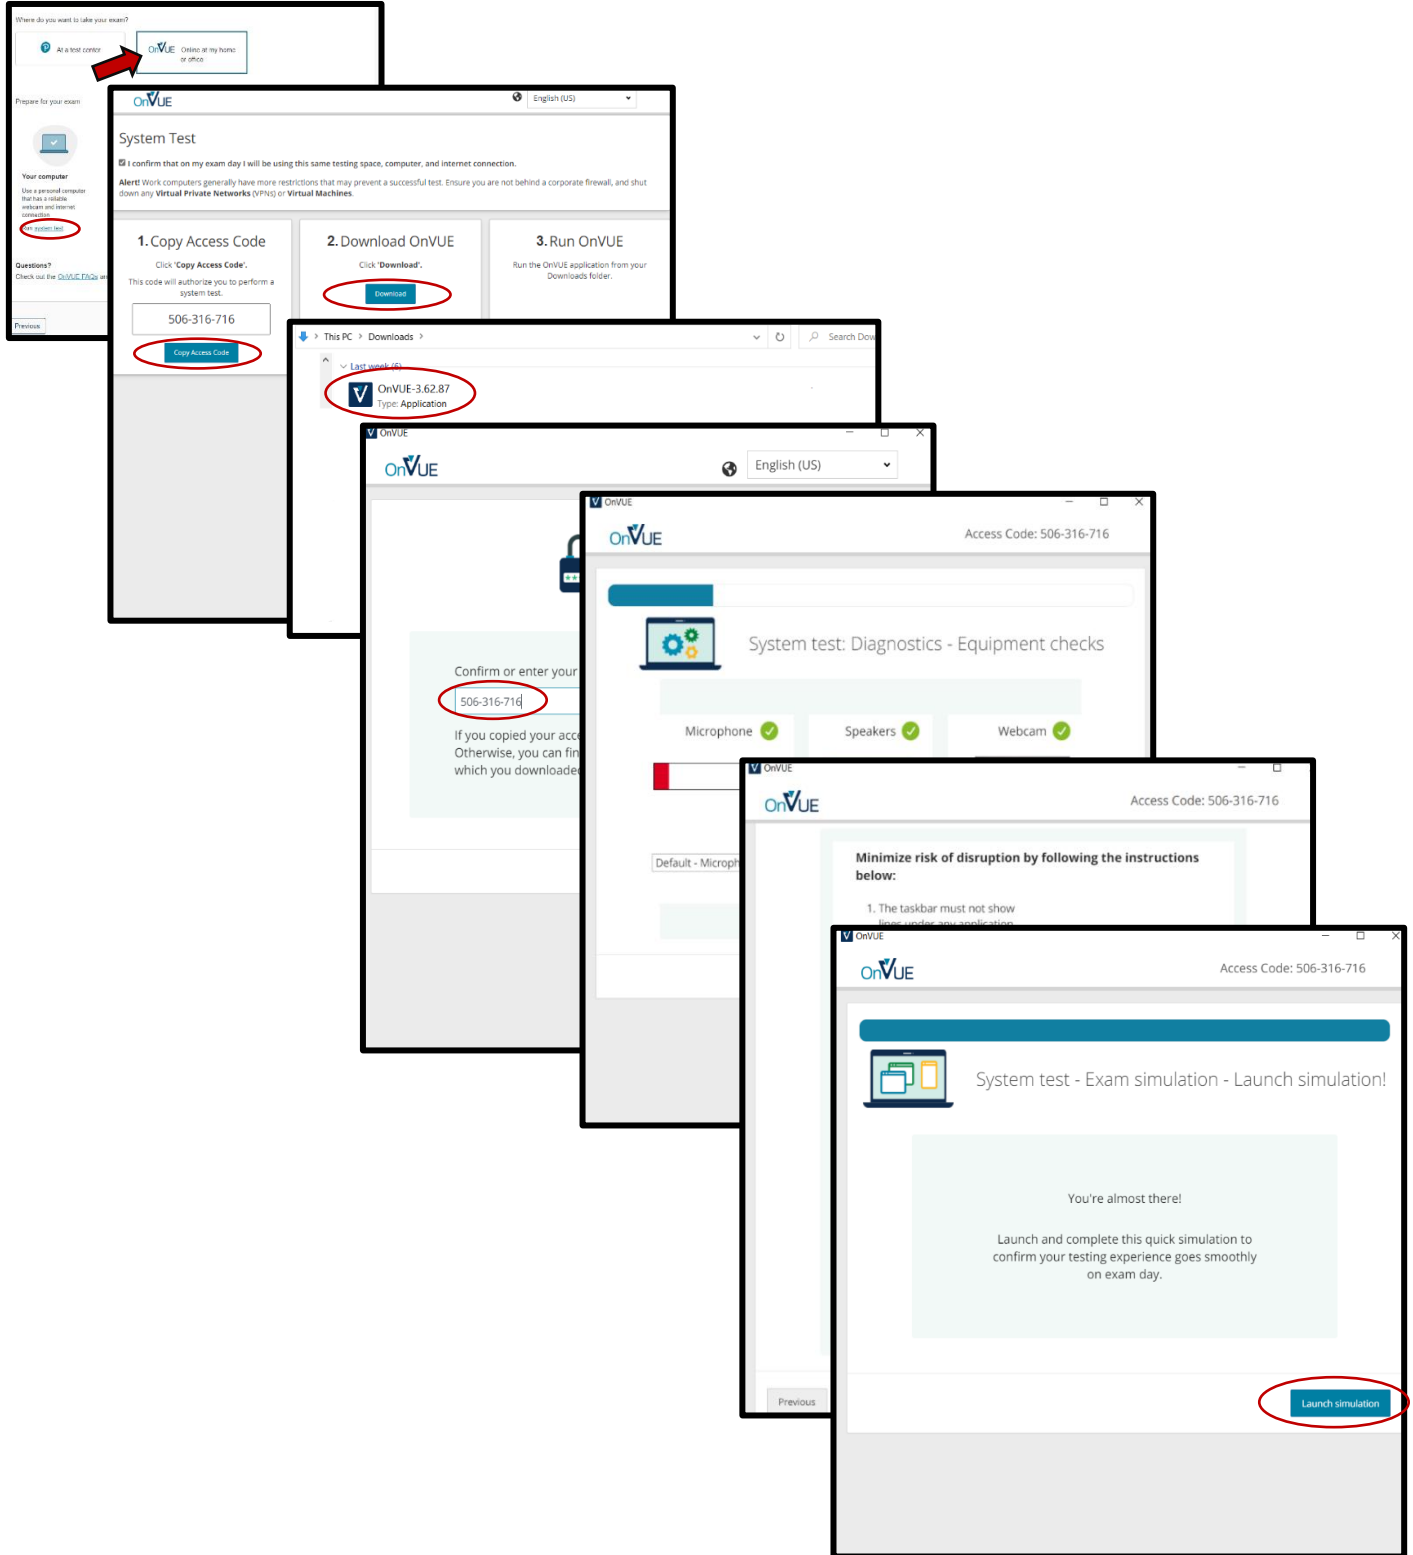 Where do you want to take your exam?
At a test center
OnVUE Online at my home
or office
Prepare for your exam
Your computer
Use a personal computer
that has a reliable
webcam and internet
connection
Run system test
Questions?
Check out the OnVUE FAQs an
Previous
OnVUE
English (US)
System Test
I confirm that on my exam day I will be using this same testing space, computer, and internet connection.
Alert! Work computers generally have more restrictions that may prevent a successful test. Ensure you are not behind a corporate firewall, and shut
down any Virtual Private Networks (VPNs) or Virtual Machines.
1. Copy Access Code
Click 'Copy Access Code'.
This code will authorize you to perform a
system test.
506-316-716
Copy Access Code
2. Download OnVUE
Click 'Download'.
Download
3. Run OnVUE
Run the OnVUE application from your
Downloads folder.
> This PC > Downloads >
Search Dow
Last week (6)
OnVUE-3.62.87
Type: Application
OnVUE
OnVUE
English (US)
Confirm or enter your
506-316-716
If you copied your acce
Otherwise, you can fin
which you downloaded
OnVUE
OnVUE
Access Code: 506-316-716
System test: Diagnostics - Equipment checks
Microphone
Speakers
Webcam
Default - Microph
OnVUE
OnVUE
Access Code: 506-316-716
Minimize risk of disruption by following the instructions
below:
1. The taskbar must not show
lines under any application
Previous
OnVUE
OnVUE
Access Code: 506-316-716
System test - Exam simulation - Launch simulation!
You're almost there!
Launch and complete this quick simulation to
confirm your testing experience goes smoothly
on exam day.
Launch simulation